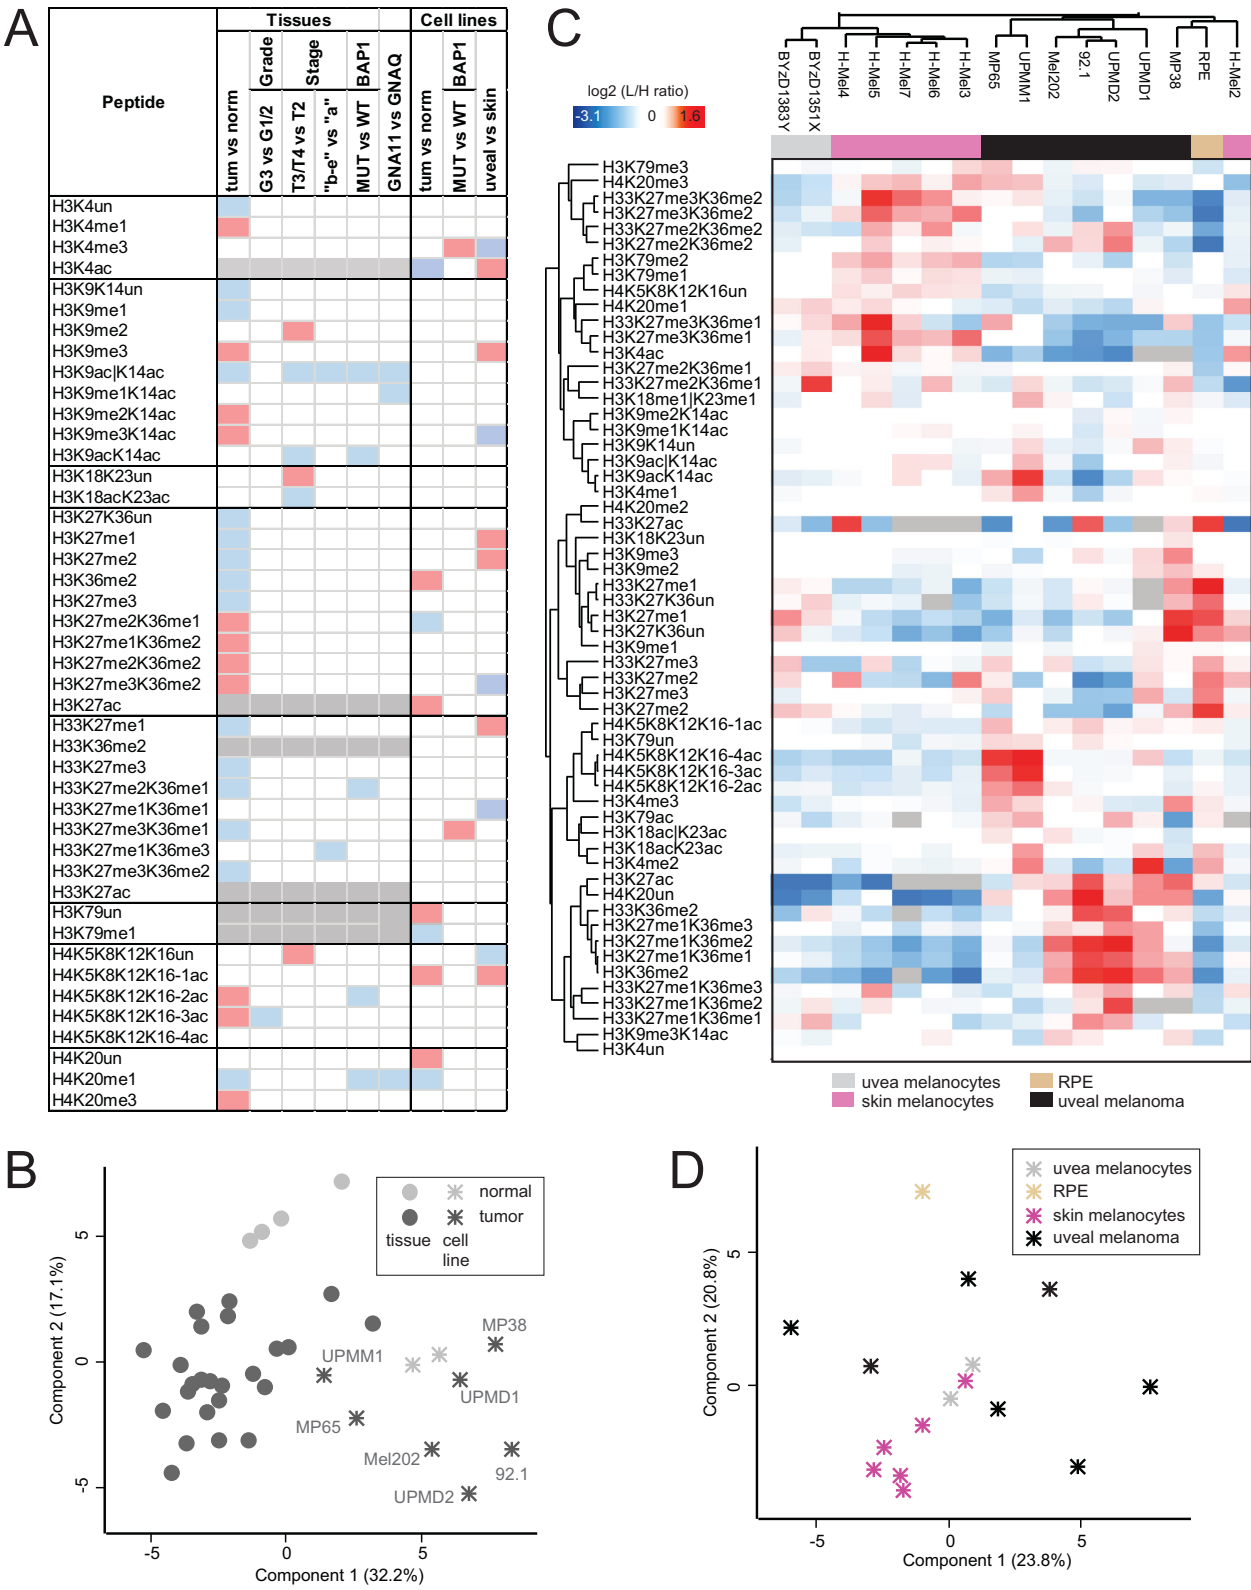 A
Tissues
Cell lines
Peptide
Grade
Stage
BAP1
BAP1
tum vs norm
G3 vs G1/2
T3/T4 vs T2
"b-e" vs "a"
MUT vs WT
GNA11 vs GNAQ
tum vs norm
MUT vs WT
uveal vs skin
H3K4un
H3K4me1
H3K4me3
H3K4ac
H3K9K14un
H3K9me1
H3K9me2
H3K9me3
H3K9ac|K14ac
H3K9me1K14ac
H3K9me2K14ac
H3K9me3K14ac
H3K9acK14ac
H3K18K23un
H3K18acK23ac
H3K27K36un
H3K27me1
H3K27me2
H3K36me2
H3K27me3
H3K27me2K36me1
H3K27me1K36me2
H3K27me2K36me2
H3K27me3K36me2
H3K27ac
H33K27me1
H33K36me2
H33K27me3
H33K27me2K36me1
H33K27me1K36me1
H33K27me3K36me1
H33K27me1K36me3
H33K27me3K36me2
H33K27ac
H3K79un
H3K79me1
H4K5K8K12K16un
H4K5K8K12K16-1ac
H4K5K8K12K16-2ac
H4K5K8K12K16-3ac
H4K5K8K12K16-4ac
H4K20un
H4K20me1
H4K20me3
C
log2 (L/H ratio)
-3.1 0 1.6
BYzD1383Y
BYzD1351X
H-Mel4
H-Mel5
H-Mel7
H-Mel6
H-Mel3
MP65
UPMM1
Mel202
92.1
UPMD2
UPMD1
MP38
RPE
H-Mel2
H3K79me3
H4K20me3
H33K27me3K36me2
H3K27me3K36me2
H33K27me2K36me2
H3K27me2K36me2
H3K79me2
H3K79me1
H4K5K8K12K16un
H4K20me1
H33K27me3K36me1
H3K27me3K36me1
H3K4ac
H3K27me2K36me1
H33K27me2K36me1
H3K18me1|K23me1
H3K9me2K14ac
H3K9me1K14ac
H3K9K14un
H3K9ac|K14ac
H3K9acK14ac
H3K4me1
H4K20me2
H33K27ac
H3K18K23un
H3K9me3
H3K9me2
H33K27me1
H33K27K36un
H3K27me1
H3K27K36un
H3K9me1
H33K27me3
H33K27me2
H3K27me3
H3K27me2
H4K5K8K12K16-1ac
H3K79un
H4K5K8K12K16-4ac
H4K5K8K12K16-3ac
H4K5K8K12K16-2ac
H3K4me3
H3K79ac
H3K18ac|K23ac
H3K18acK23ac
H3K4me2
H3K27ac
H4K20un
H33K36me2
H3K27me1K36me3
H3K27me1K36me2
H3K27me1K36me1
H3K36me2
H33K27me1K36me3
H33K27me1K36me2
H33K27me1K36me1
H3K9me3K14ac
H3K4un
uvea melanocytes
RPE
skin melanocytes
uveal melanoma
B
normal
tumor
tissue
cell
line
MP38
UPMM1
UPMD1
MP65
Mel202
92.1
UPMD2
5
0
-5
Component 2 (17.1%)
-5 0 5
Component 1 (32.2%)
D
uvea melanocytes
RPE
skin melanocytes
uveal melanoma
5
0
Component 2 (20.8%)
-5 0 5
Component 1 (23.8%)